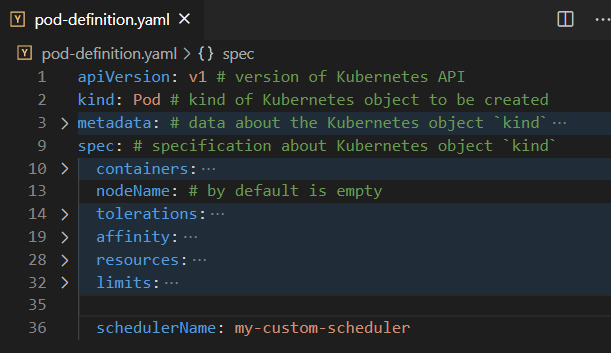 pod-definition.yaml
pod-definition.yaml > {} spec
1 apiVersion: v1 # version of Kubernetes API
2 kind: Pod # kind of Kubernetes object to be created
3 > metadata: # data about the Kubernetes object `kind`…
9 spec: # specification about Kubernetes object `kind`
10 > containers:…
13 nodeName: # by default is empty
14 > tolerations:…
19 > affinity:…
28 > resources:…
32 > limits:…
35
36 schedulerName: my-custom-scheduler